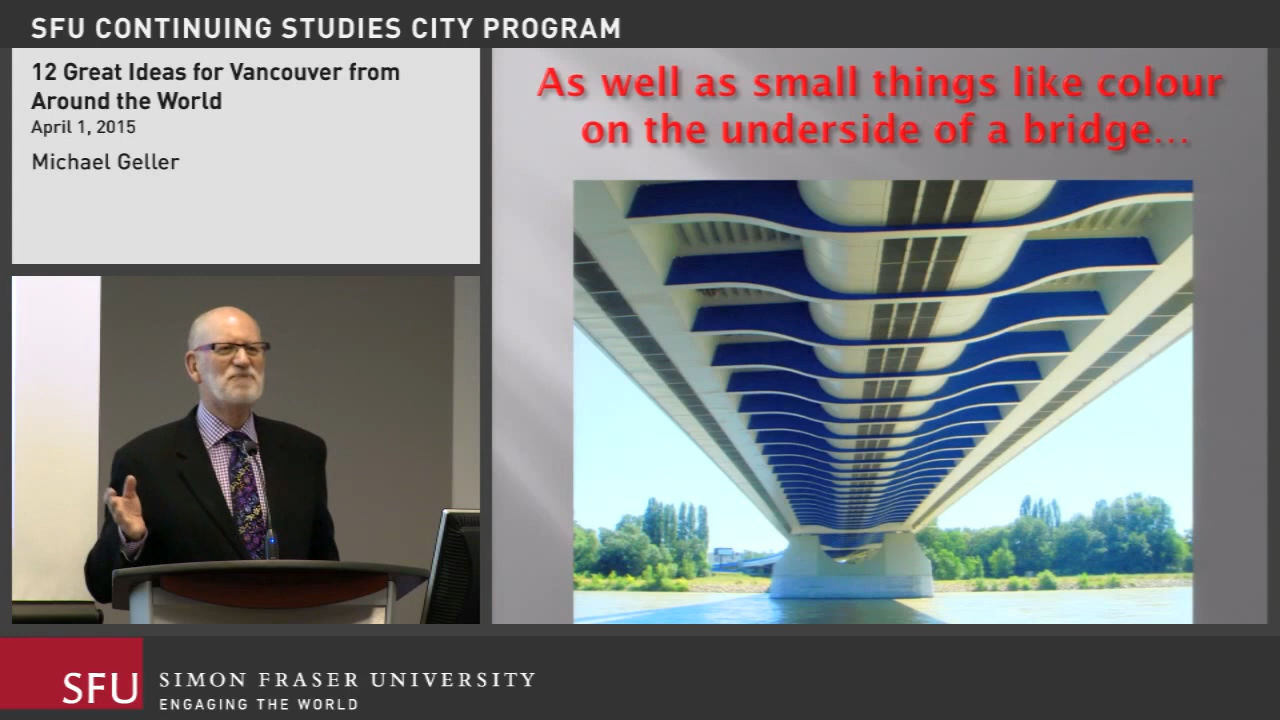 SFU CONTINUING STUDIES CITY PROGRAM
12 Great Ideas for Vancouver from
Around the World
April 1, 2015
Michael Geller
As well as small things like colour
on the underside of a bridge...
SFU
SIMON FRASER UNIVERSITY
ENGAGING THE WORLD